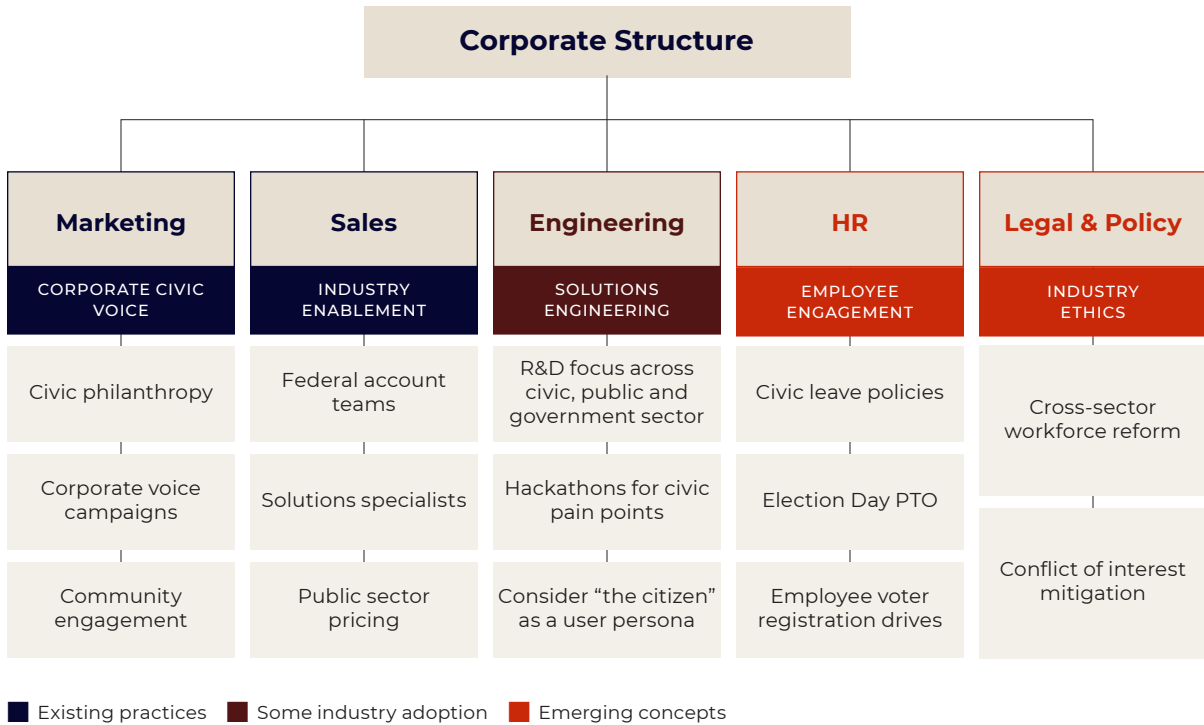 Corporate Structure
Marketing
CORPORATE CIVIC
VOICE
Civic philanthropy
Corporate voice
campaigns
Community
engagement
Sales
INDUSTRY
ENABLEMENT
Federal account
teams
Solutions specialists
Public sector
pricing
Engineering
SOLUTIONS
ENGINEERING
R&D focus across
civic, public and
government sector
Hackathons for civic
pain points
Consider “the citizen”
as a user persona
HR
EMPLOYEE
ENGAGEMENT
Civic leave policies
Election Day PTO
Employee voter
registration drives
Legal & Policy
INDUSTRY
ETHICS
Cross-sector
workforce reform
Conflict of interest
mitigation
Existing practices
Some industry adoption
Emerging concepts